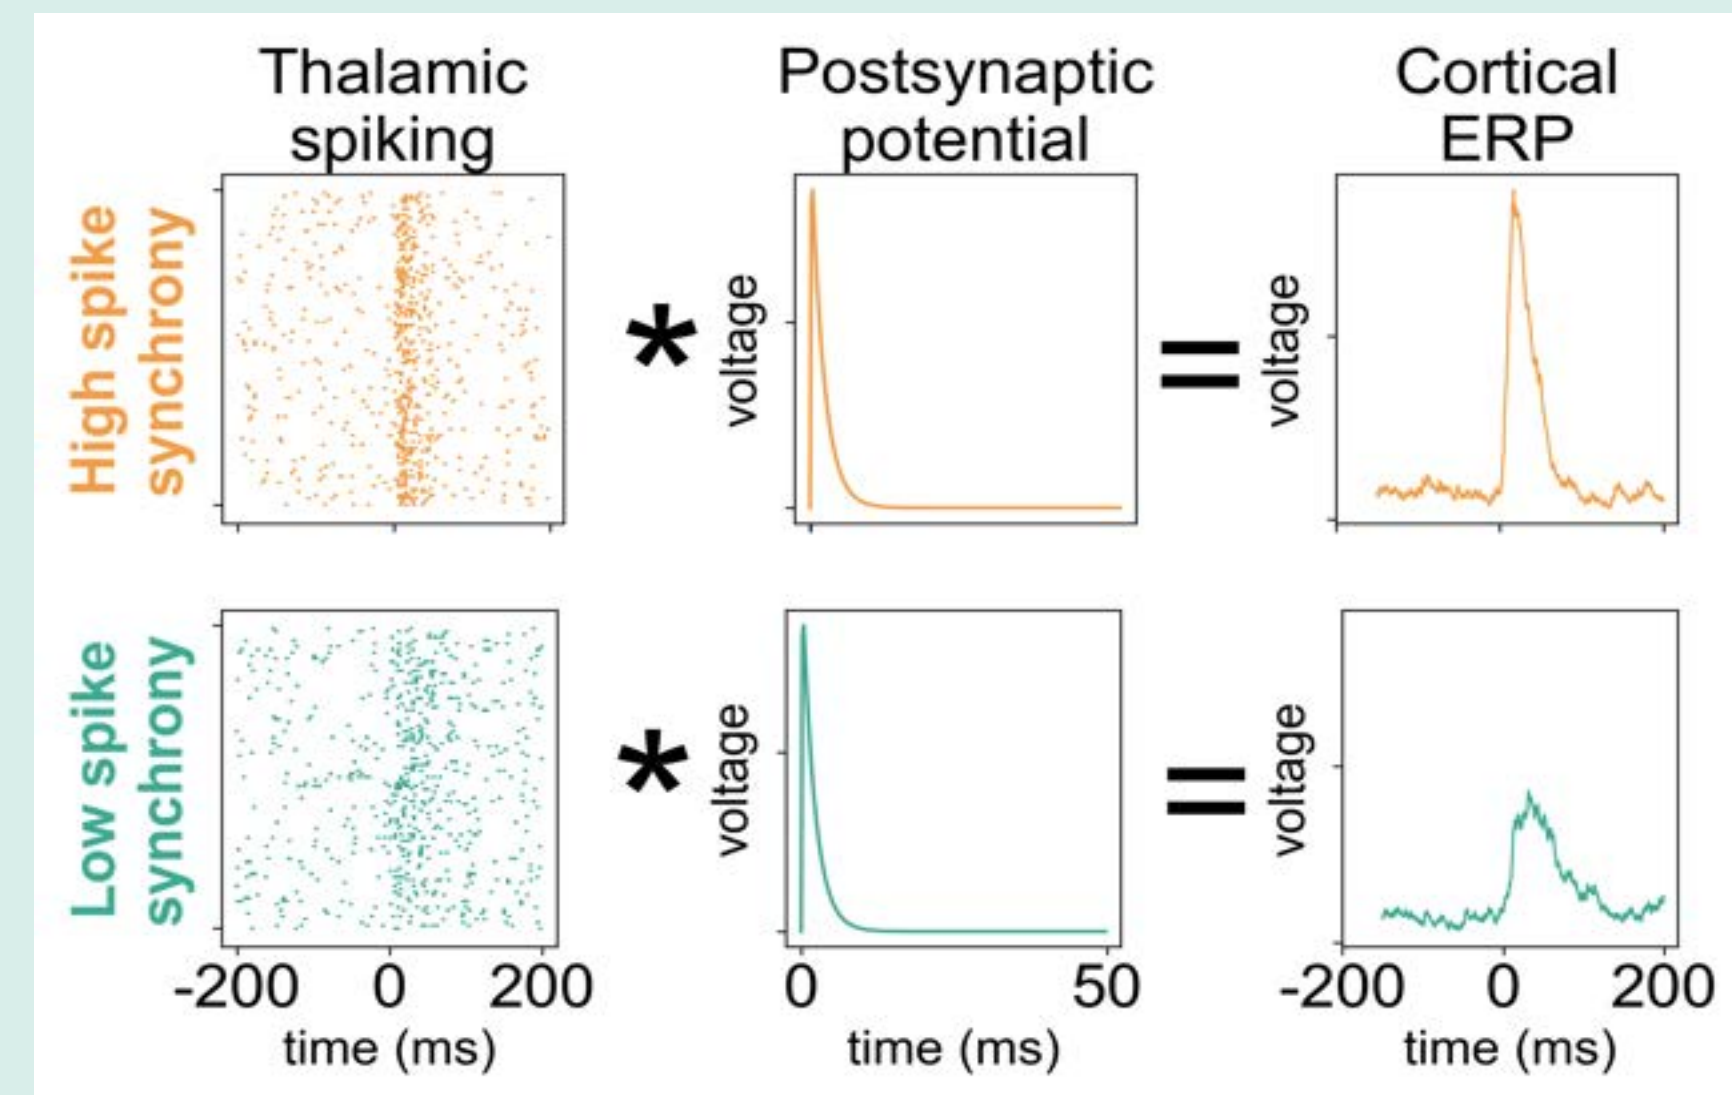 Thalamic
spiking
Postsynaptic
potential
Cortical
ERP
High spike
synchrony
*
voltage
=
voltage
Low spike
synchrony
*
voltage
=
voltage
-200 0 200
time (ms)
0 50
time (ms)
-200 0 200
time (ms)